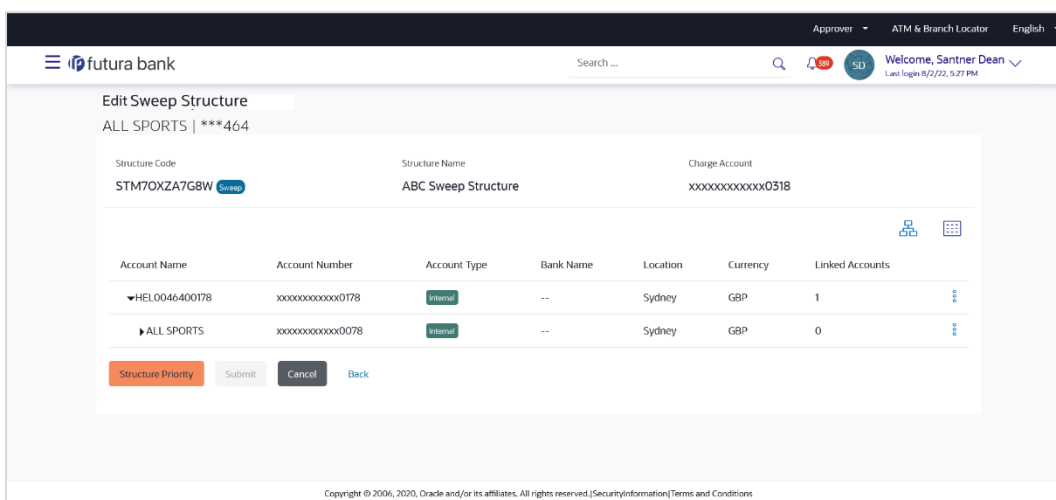 Approver ATM & Branch Locator English
futura bank Search ... 389 SD Welcome, Santner Dean
Last login 8/2/22, 5:27 PM
Edit Sweep Structure
ALL SPORTS | ***464
Structure Code Structure Name Charge Account
STM7OXZA7G8W Sweep ABC Sweep Structure xxxxxxxxxxxx0318
Account Name Account Number Account Type Bank Name Location Currency Linked Accounts
HEL0046400178 xxxxxxxxxxxx0178 Internal -- Sydney GBP 1
ALL SPORTS xxxxxxxxxxxx0078 Internal -- Sydney GBP 0
Structure Priority Submit Cancel Back
Copyright © 2006, 2020, Oracle and/or its affiliates. All rights reserved.|SecurityInformation|Terms and Conditions